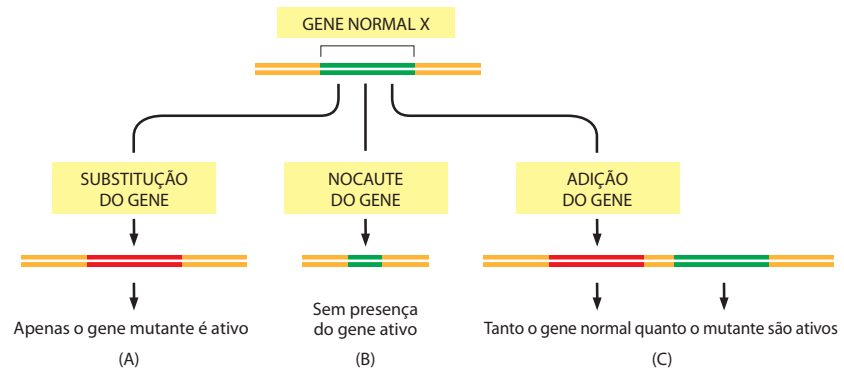 GENE NORMAL X
SUBSTITUÇÃO
DO GENE
NOCAUTE
DO GENE
ADIÇÃO
DO GENE
Apenas o gene mutante é ativo
Sem presença
do gene ativo
Tanto o gene normal quanto o mutante são ativos
(A)
(B)
(C)